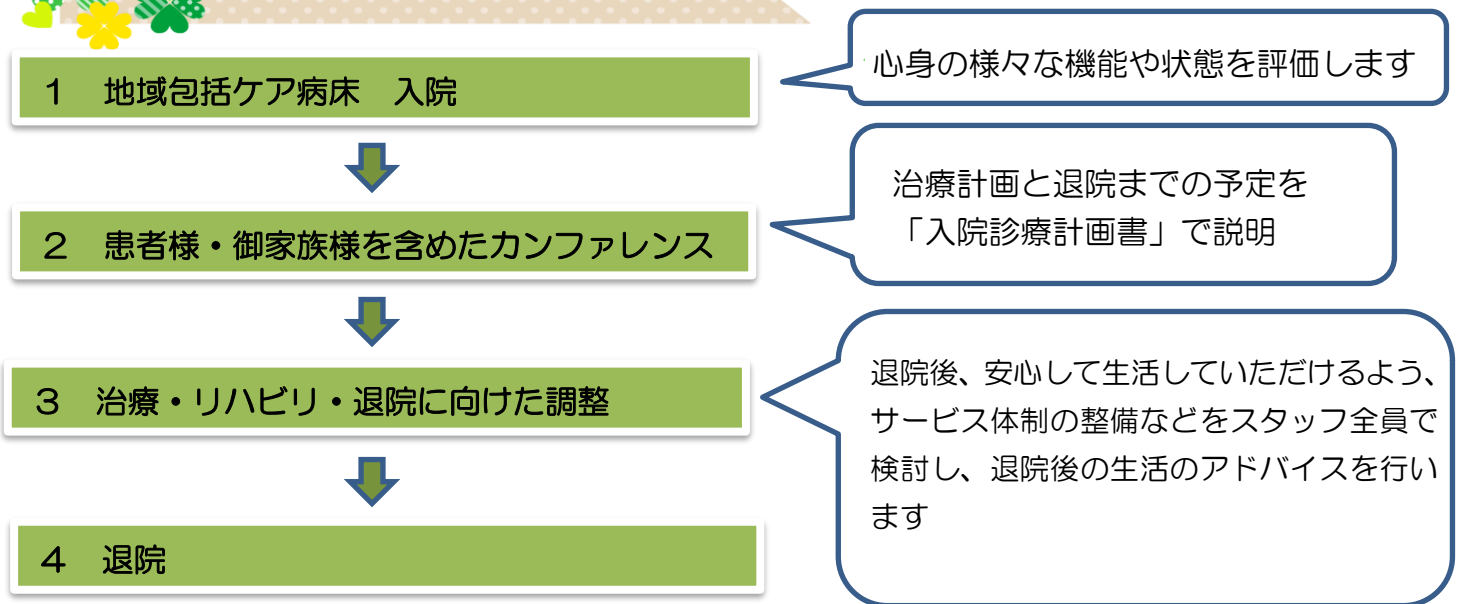 1 地域包括ケア病床 入院
心身の様々な機能や状態を評価します
2 患者様・御家族様を含めたカンファレンス
治療計画と退院までの予定を
「入院診療計画書」で説明
3 治療・リハビリ・退院に向けた調整
退院後、安心して生活していただけるよう、
サービス体制の整備などをスタッフ全員で
検討し、退院後の生活のアドバイスを行い
ます
4 退院